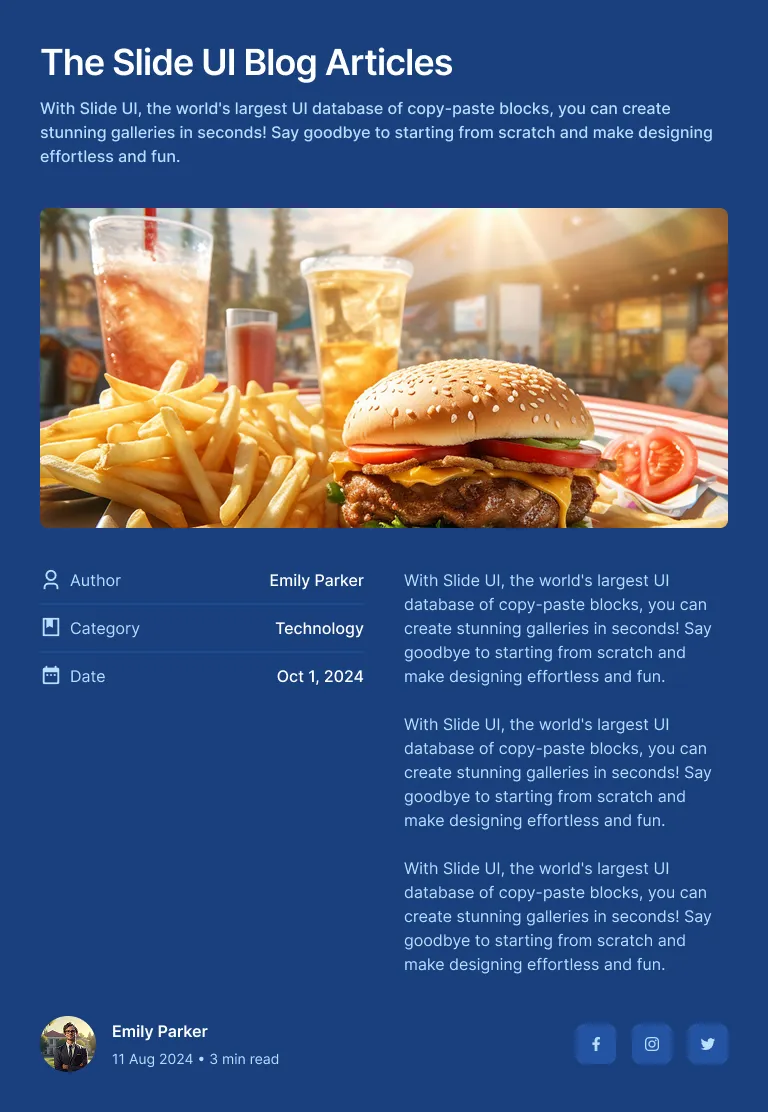 The Slide UI Blog Articles
With Slide UI, the world's largest UI database of copy-paste blocks, you can create
stunning galleries in seconds! Say goodbye to starting from scratch and make designing
effortless and fun.
Author
Emily Parker
Category
Technology
Date
Oct 1, 2024
With Slide UI, the world's largest UI
database of copy-paste blocks, you can
create stunning galleries in seconds! Say
goodbye to starting from scratch and
make designing effortless and fun.
With Slide UI, the world's largest UI
database of copy-paste blocks, you can
create stunning galleries in seconds! Say
goodbye to starting from scratch and
make designing effortless and fun.
With Slide UI, the world's largest UI
database of copy-paste blocks, you can
create stunning galleries in seconds! Say
goodbye to starting from scratch and
make designing effortless and fun.
Emily Parker
11 Aug 2024 • 3 min read